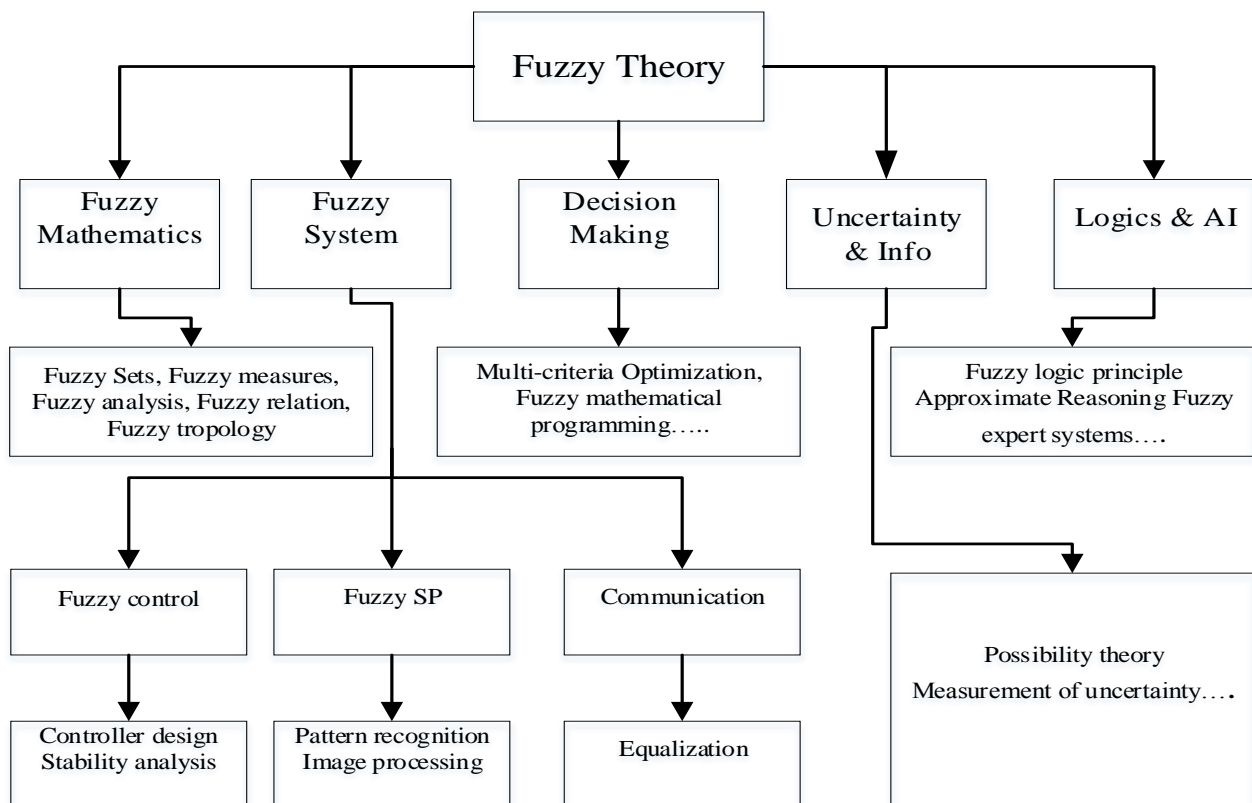 Fuzzy Theory
Fuzzy
Mathematics
Fuzzy
System
Decision
Making
Uncertainty
& Info
Logics & AI
Fuzzy Sets, Fuzzy measures,
Fuzzy analysis, Fuzzy relation,
Fuzzy tropology
Multi-criteria Optimization,
Fuzzy mathematical
programming…..
Fuzzy logic principle
Approximate Reasoning Fuzzy
expert systems….
Fuzzy control
Fuzzy SP
Communication
Possibility theory
Measurement of uncertainty….
Controller design
Stability analysis
Pattern recognition
Image processing
Equalization